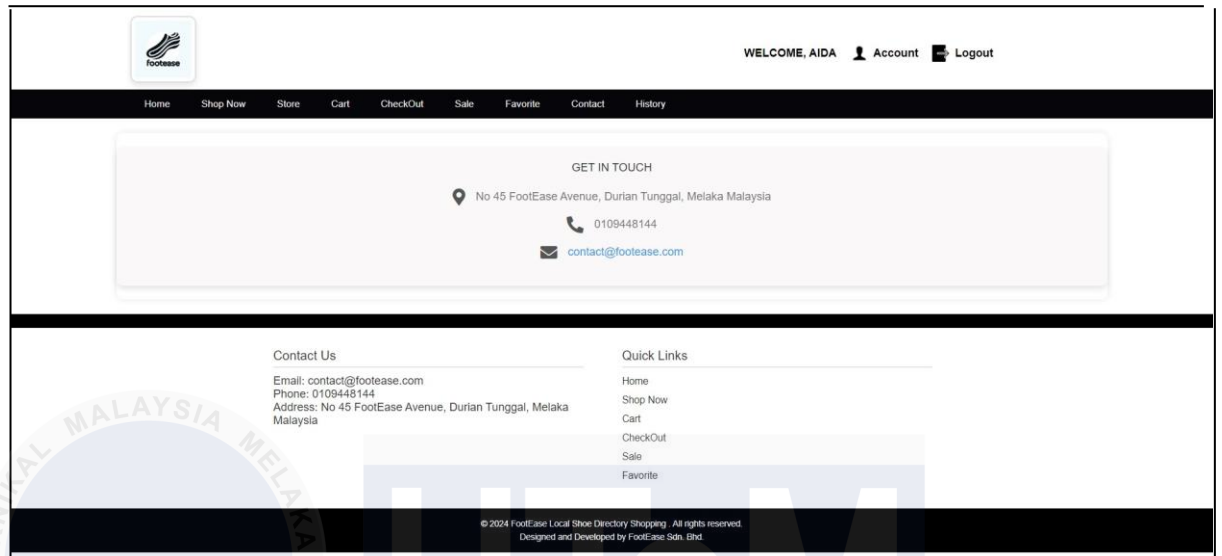 footease
WELCOME, AIDA Account Logout
Home Shop Now Store Cart CheckOut Sale Favorite Contact History
GET IN TOUCH
No 45 FootEase Avenue, Durian Tunggal, Melaka Malaysia
0109448144
contact@footease.com
Contact Us
Email: contact@footease.com
Phone: 0109448144
Address: No 45 FootEase Avenue, Durian Tunggal, Melaka
Malaysia
Quick Links
Home
Shop Now
Cart
CheckOut
Sale
Favorite
© 2024 FootEase Local Shoe Directory Shopping . All rights reserved.
Designed and Developed by FootEase Sdn. Bhd.
MALAYSIA MELAKA